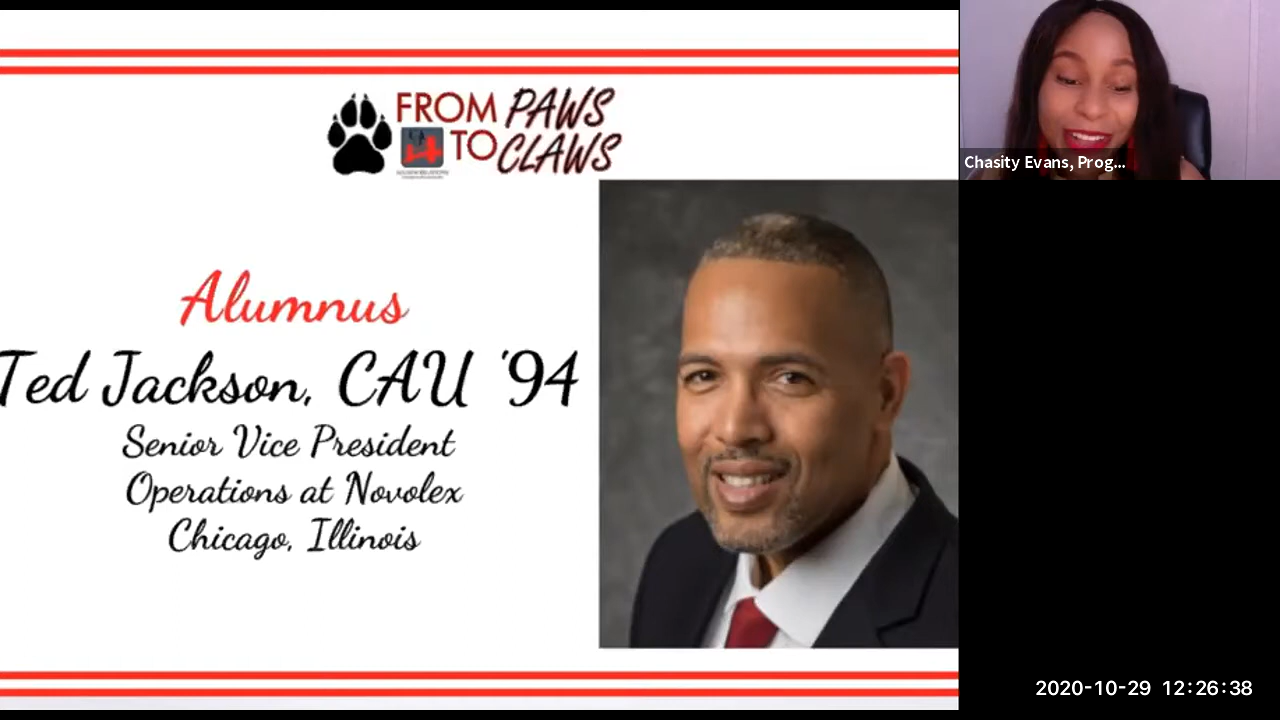 FROM PAWS
TO CLAWS
Alumnus
Ted Jackson, CAU '94
Senior Vice President
Operations at Novolex
Chicago, Illinois
Chasity Evans, Prog...
2020-10-29 12:26:38